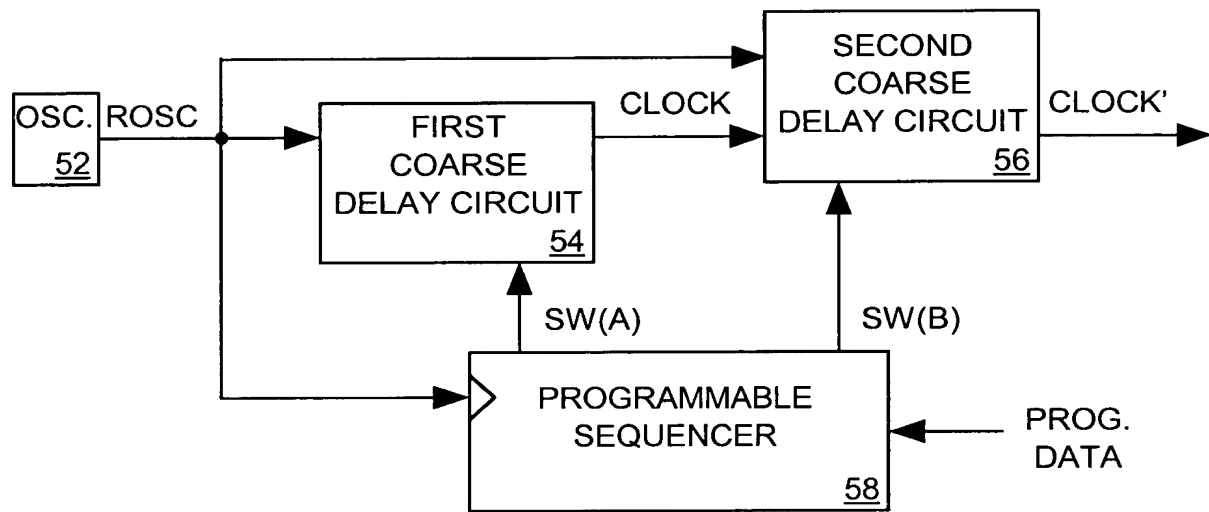 OSC.
52
ROSC
FIRST
COARSE
DELAY CIRCUIT
54
CLOCK
SECOND
COARSE
DELAY CIRCUIT
56
CLOCK'
SW(A)
SW(B)
PROGRAMMABLE
SEQUENCER
58
PROG.
DATA